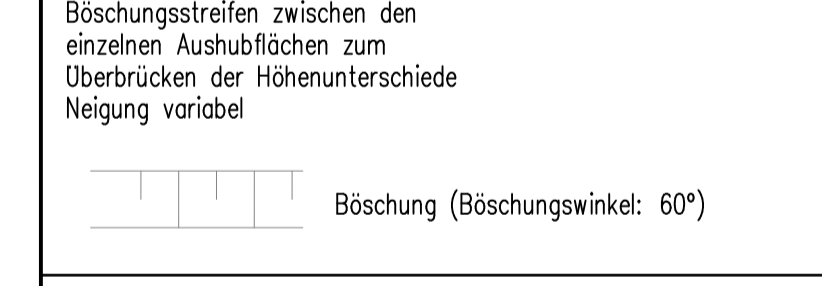 Böschungsstreifen zwischen den
einzelnen Aushubflächen zum
Überbrücken der Höhenunterschiede
Neigung variabel
Böschung (Böschungswinkel: 60°)